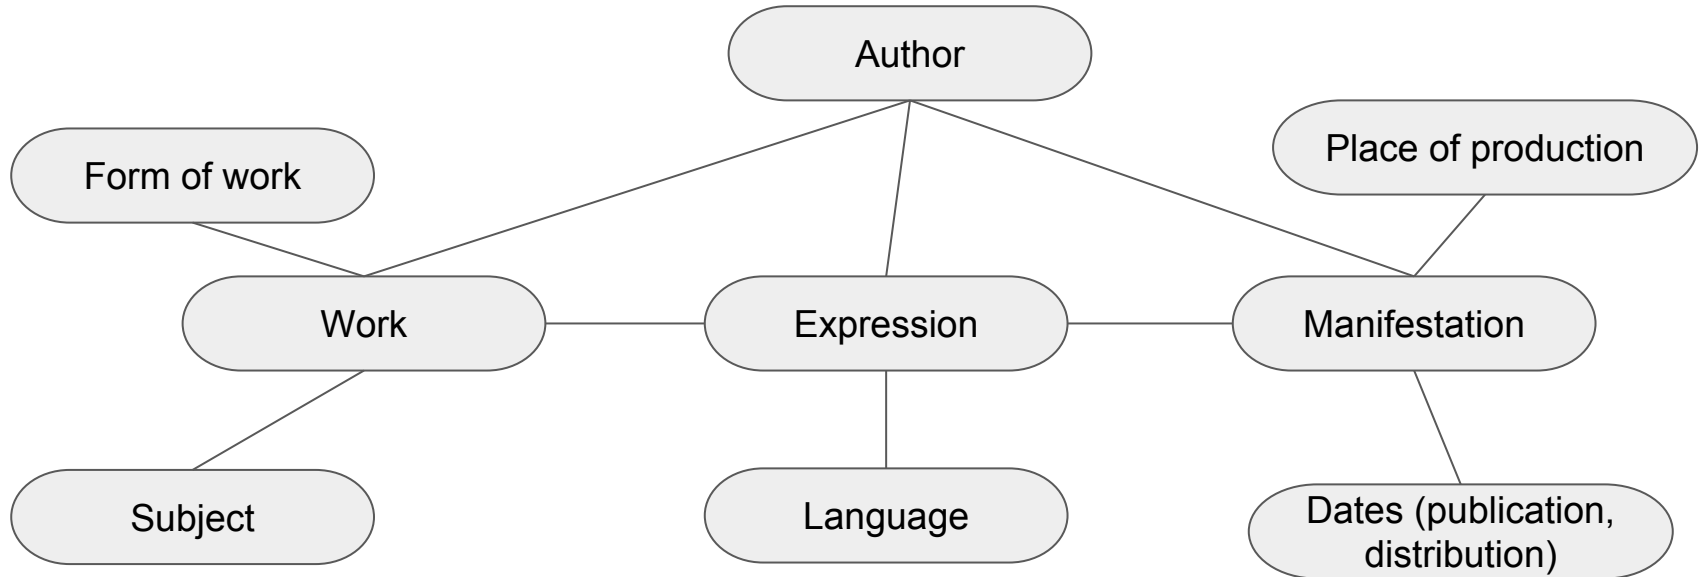 Author
Form of work
Place of production
Work
Expression
Manifestation
Subject
Language
Dates (publication,
distribution)